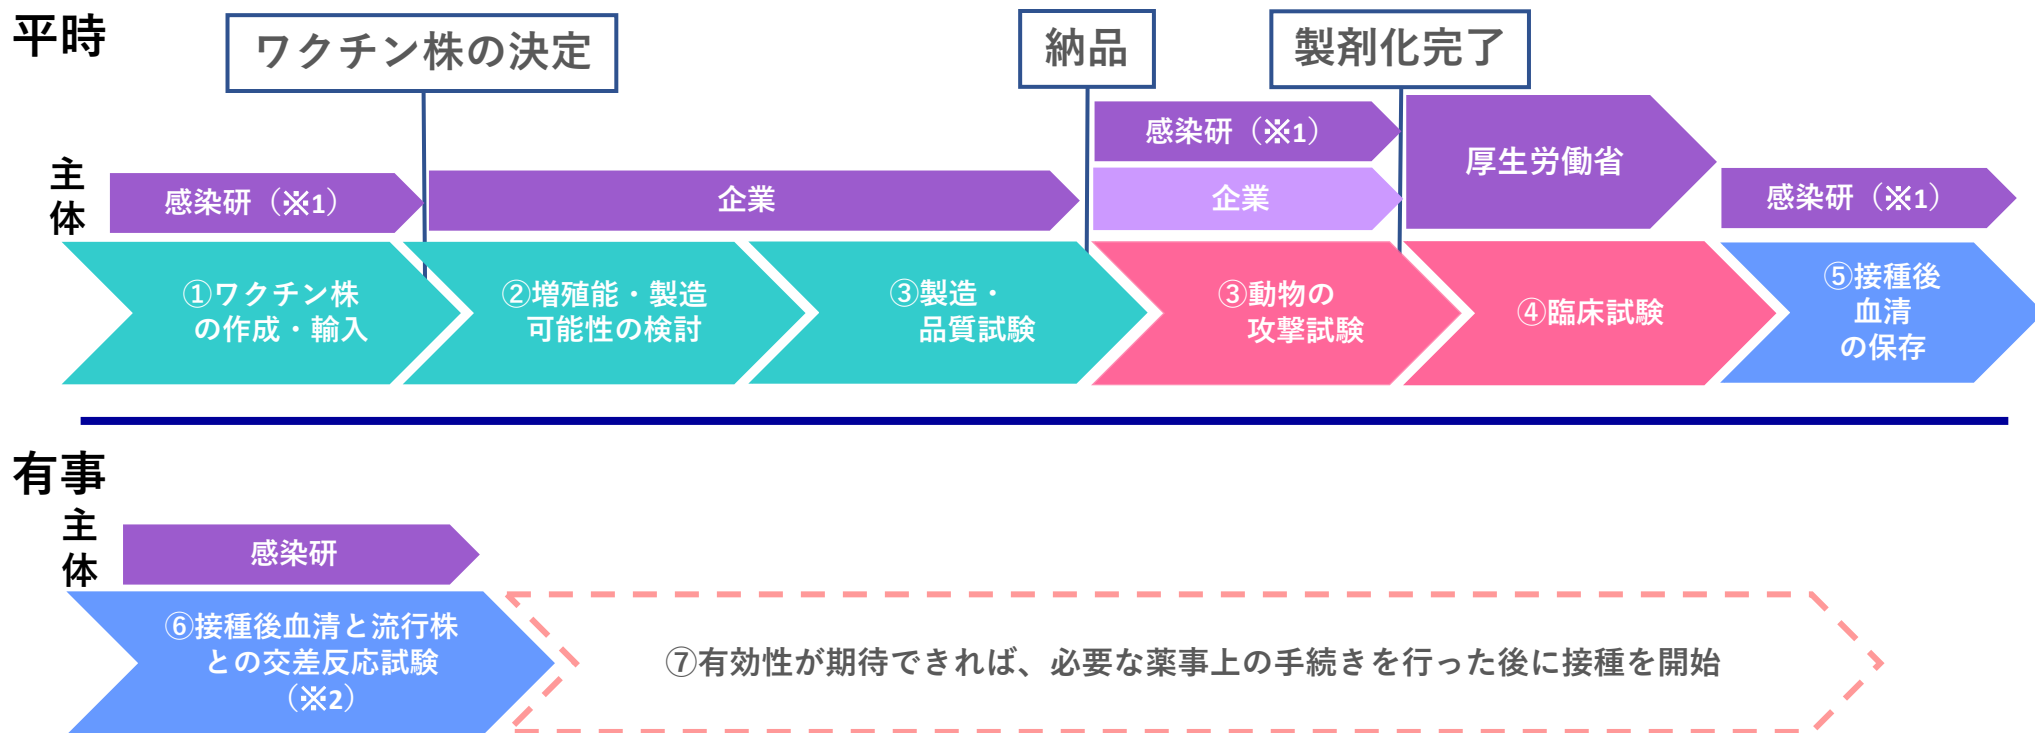 平時
ワクチン株の決定
納品
製剤化完了
主
体
感染研（※1）
企業
感染研（※1）
企業
厚生労働省
感染研（※1）
①ワクチン株
の作成・輸入
②増殖能・製造
可能性の検討
③製造・
品質試験
③動物の
攻撃試験
④臨床試験
⑤接種後
血清
の保存
有事
主
体
感染研
⑥接種後血清と流行株
との交差反応試験
（※2）
⑦有効性が期待できれば、必要な薬事上の手続きを行った後に接種を開始